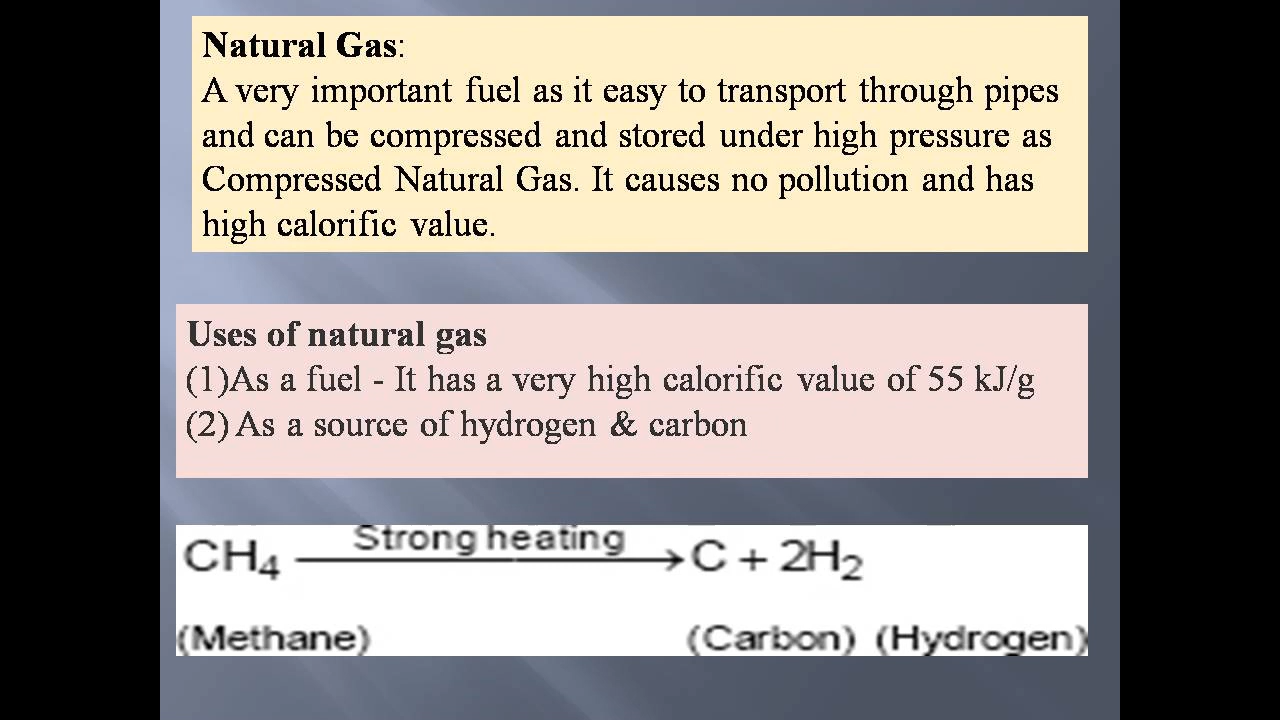 Natural Gas:
A very important fuel as it easy to transport through pipes
and can be compressed and stored under high pressure as
Compressed Natural Gas. It causes no pollution and has
high calorific value.
Uses of natural gas
(1)As a fuel - It has a very high calorific value of 55 kJ/g
(2) As a source of hydrogen & carbon
Strong heating
CH₄ ⟶ C + 2H₂
(Methane) (Carbon) (Hydrogen)